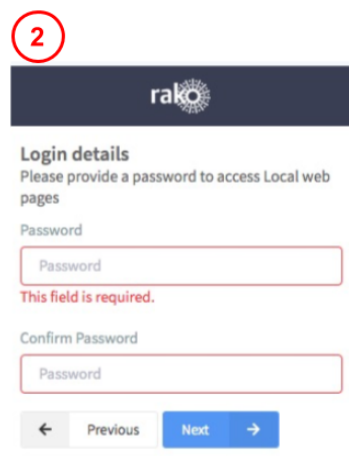 2
rako
Login details
Please provide a password to access Local web
pages
Password
Password
This field is required.
Confirm Password
Password
← Previous Next →